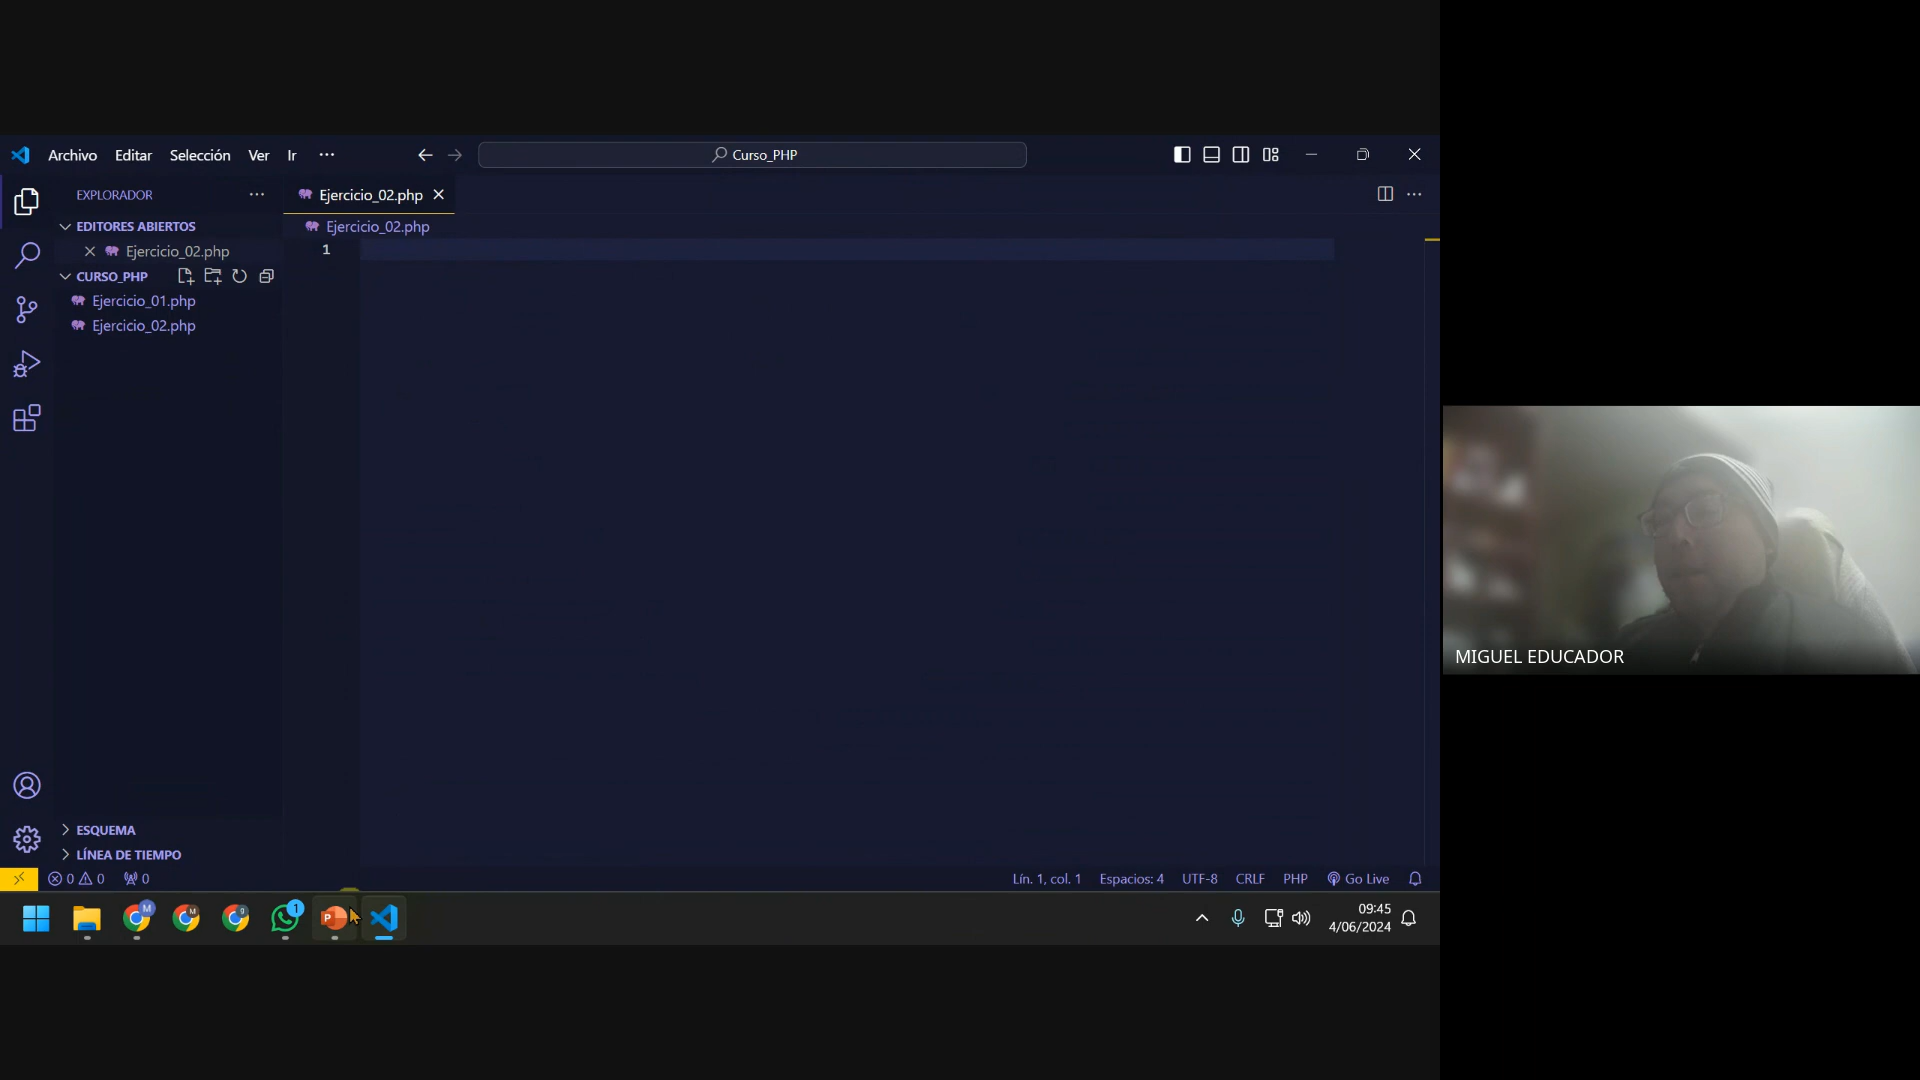 Archivo Editar Selección Ver Ir ··· Curso_PHP
EXPLORADOR ···
Ejercicio_02.php
EDITORES ABIERTOS
Ejercicio_02.php
Ejercicio_02.php
CURSO_PHP
1
Ejercicio_01.php
Ejercicio_02.php
ESQUEMA
LÍNEA DE TIEMPO
0 0 0
Lín. 1, col. 1 Espacios: 4 UTF-8 CRLF PHP Go Live
M M g 1 P
09:45
4/06/2024
MIGUEL EDUCADOR